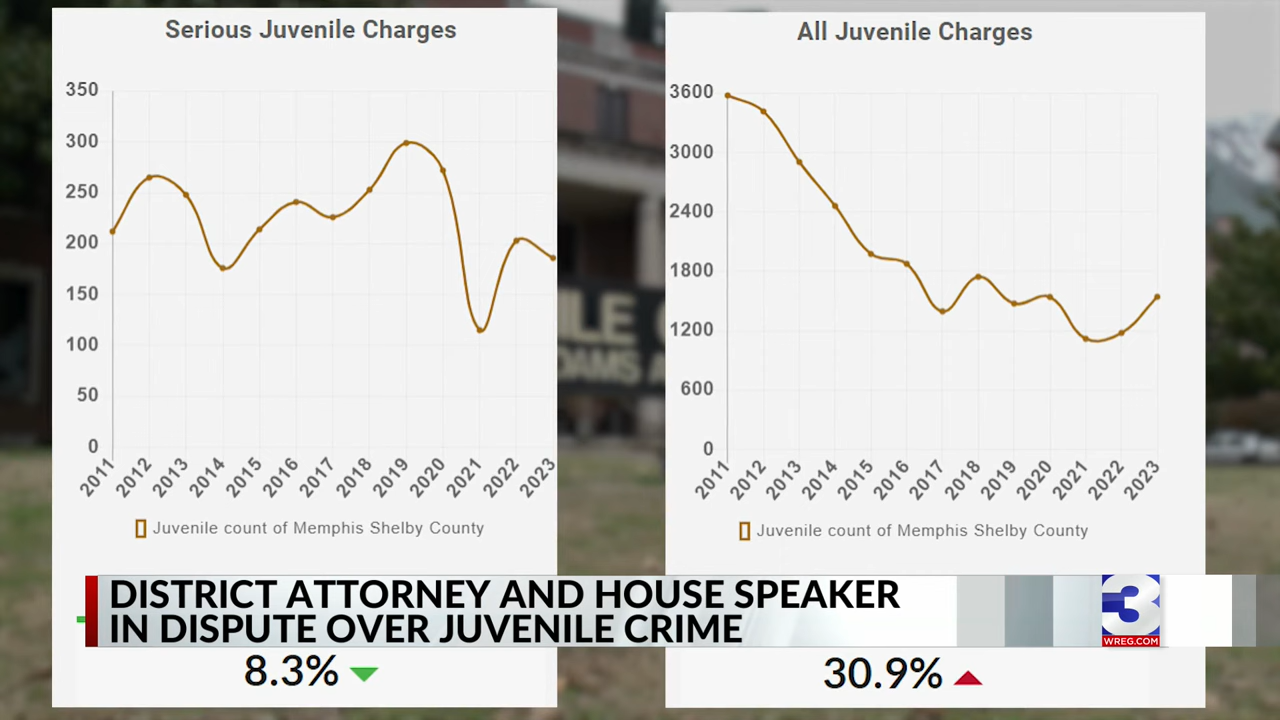 Serious Juvenile Charges
350
300
250
200
150
100
50
0
2011 2012 2013 2014 2015 2016 2017 2018 2019 2020 2021 2022 2023
Juvenile count of Memphis Shelby County
8.3%
All Juvenile Charges
3600
3000
2400
1800
1200
600
0
2011 2012 2013 2014 2015 2016 2017 2018 2019 2020 2021 2022 2023
Juvenile count of Memphis Shelby County
30.9%
ILE
DAMS A
DISTRICT ATTORNEY AND HOUSE SPEAKER
IN DISPUTE OVER JUVENILE CRIME
3
WREG.COM